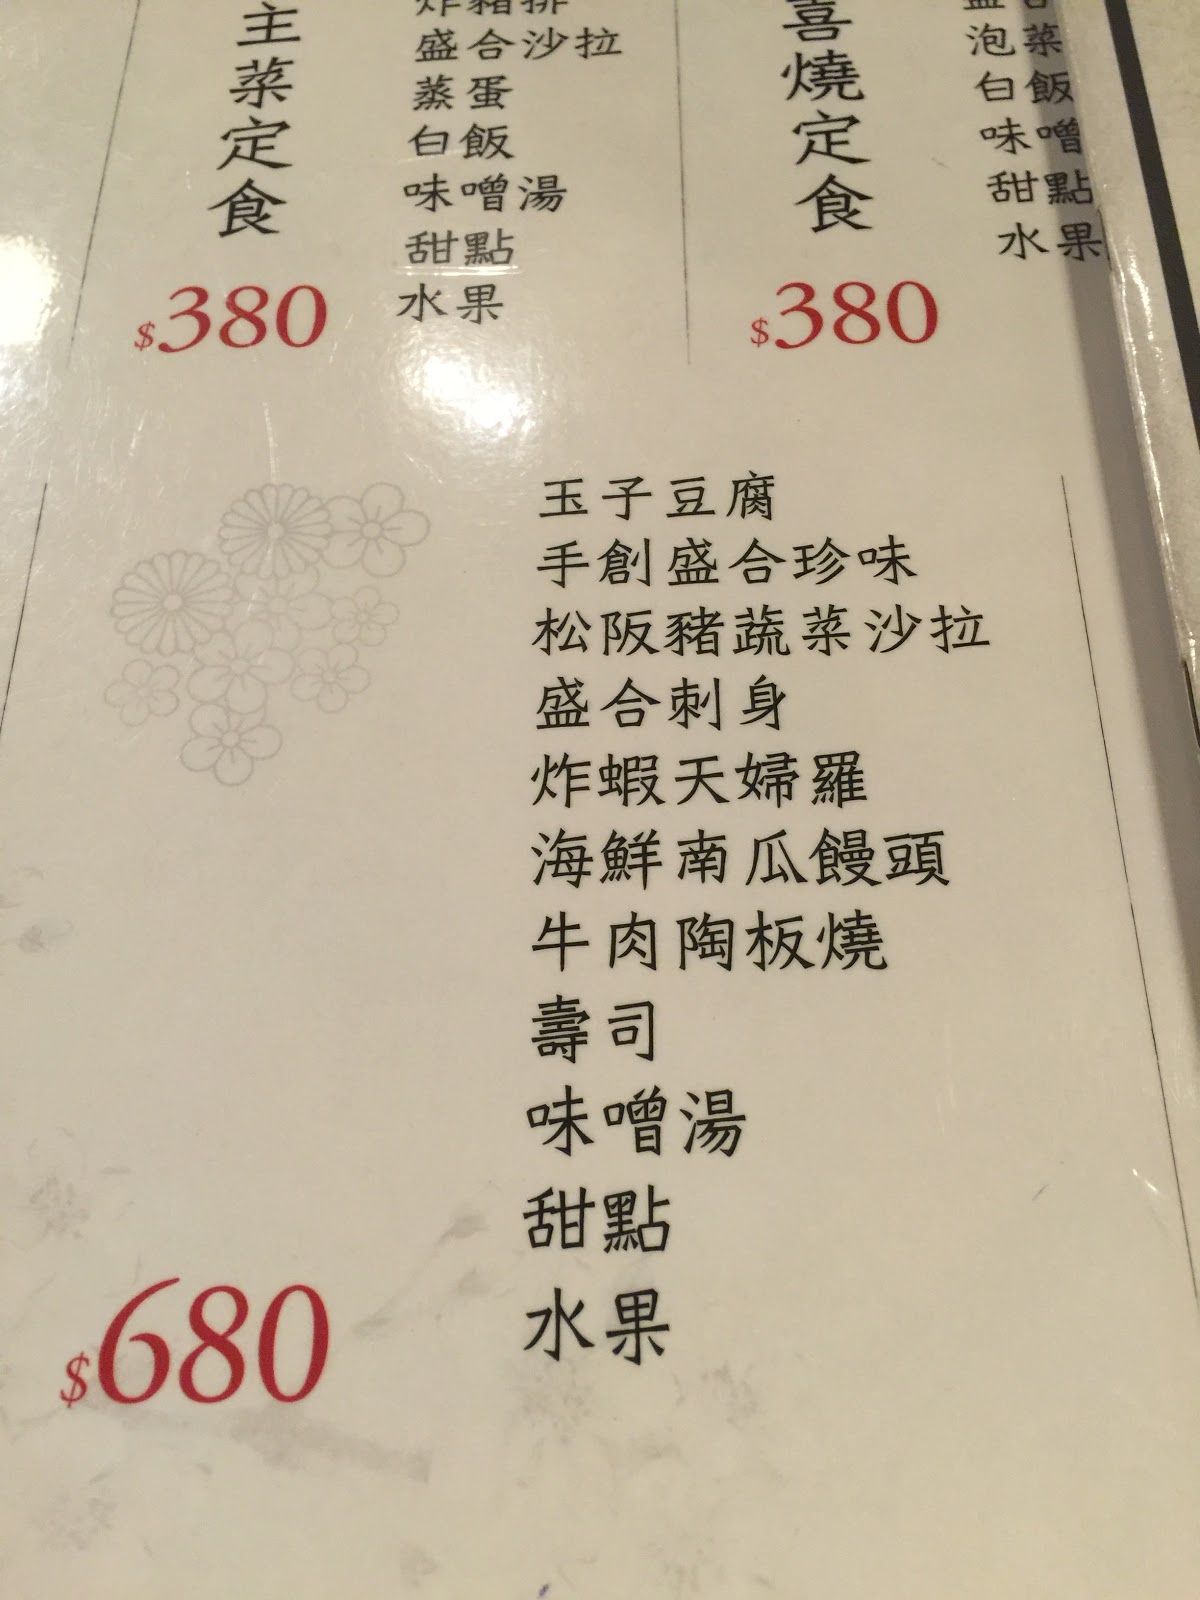 主菜定食
炸豬排
盛合沙拉
蒸蛋
白飯
味噌湯
甜點
水果
$380
喜燒定食
泡菜
白飯
味噌
甜點
水果
$380
玉子豆腐
手創盛合珍味
松阪豬蔬菜沙拉
盛合刺身
炸蝦天婦羅
海鮮南瓜饅頭
牛肉陶板燒
壽司
味噌湯
甜點
水果
$680